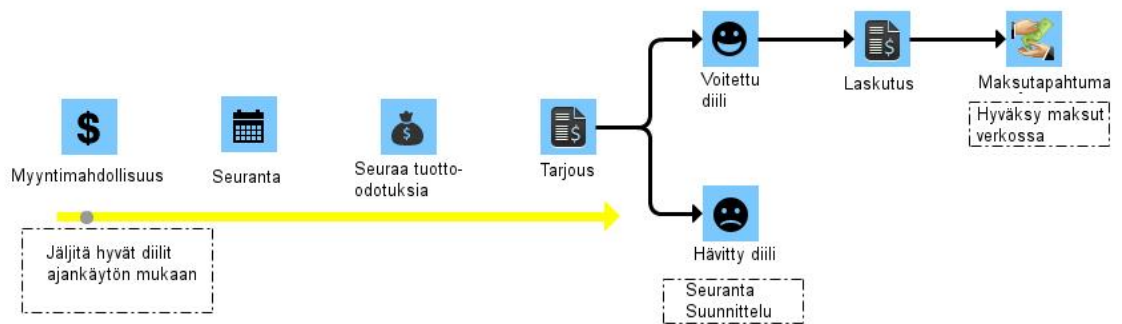 Myyntimahdollisuus
Seuranta
Seuraa tuotto-
odotuksia
Tarjous
Voitettu
diili
Laskutus
Maksutapahtuma
Hyväksy maksut
verkossa
Jäljitä hyvät diilit
ajankäytön mukaan
Hävitty diili
Seuranta
Suunnittelu